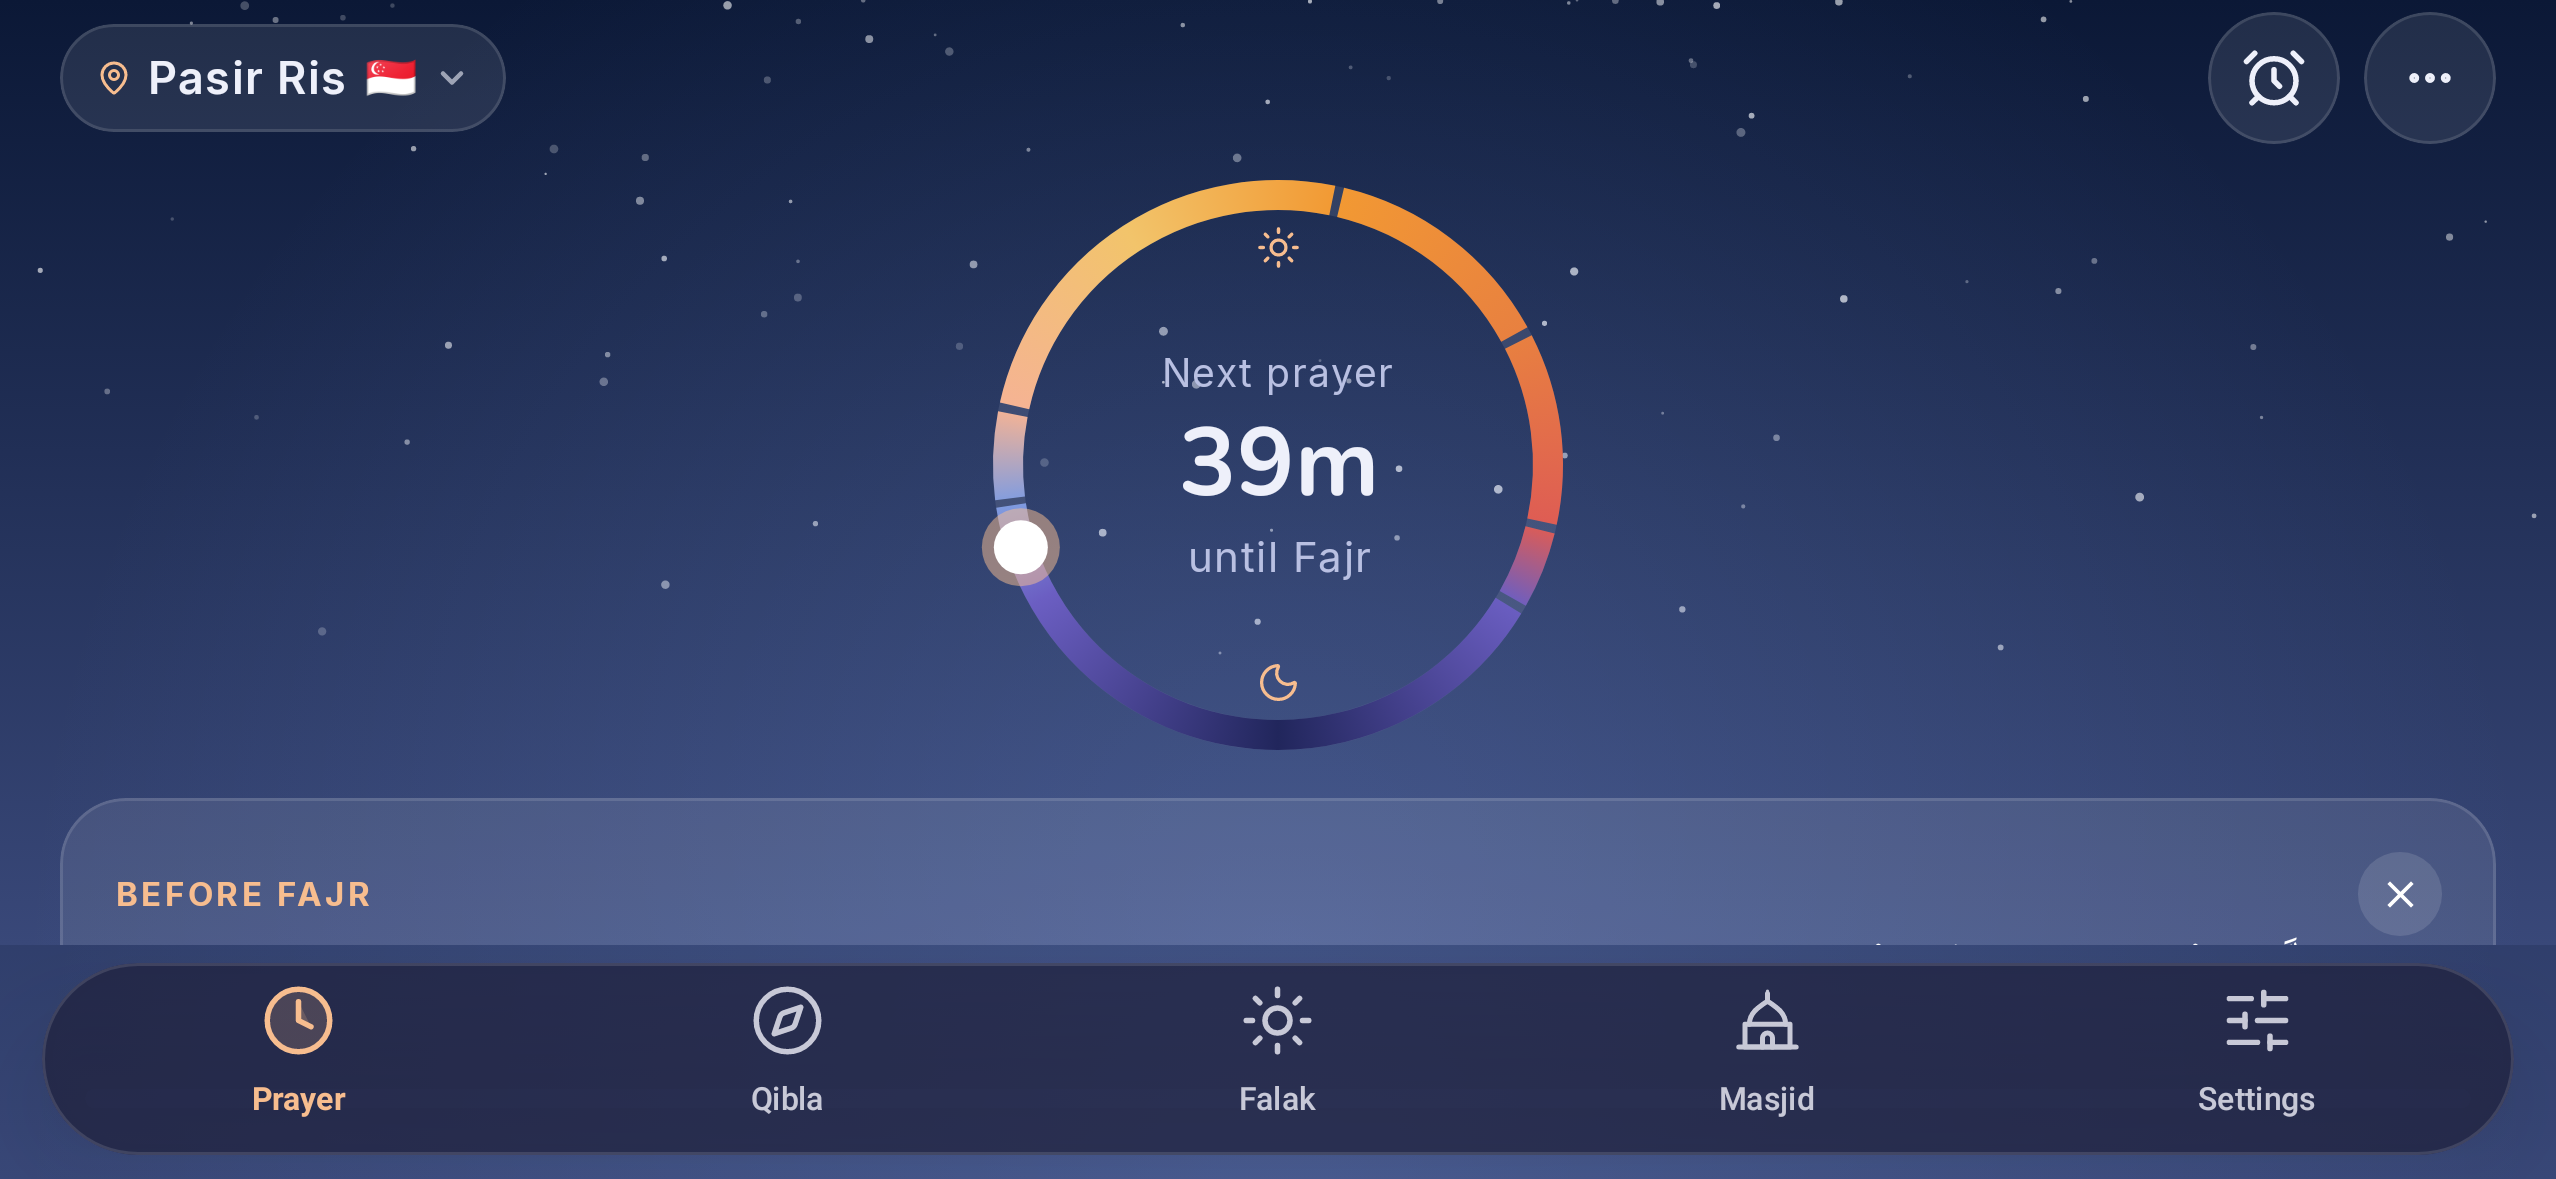 Pasir Ris 🇸🇬
Next prayer
39m
until Fajr
BEFORE FAJR
Prayer
Qibla
Falak
Masjid
Settings